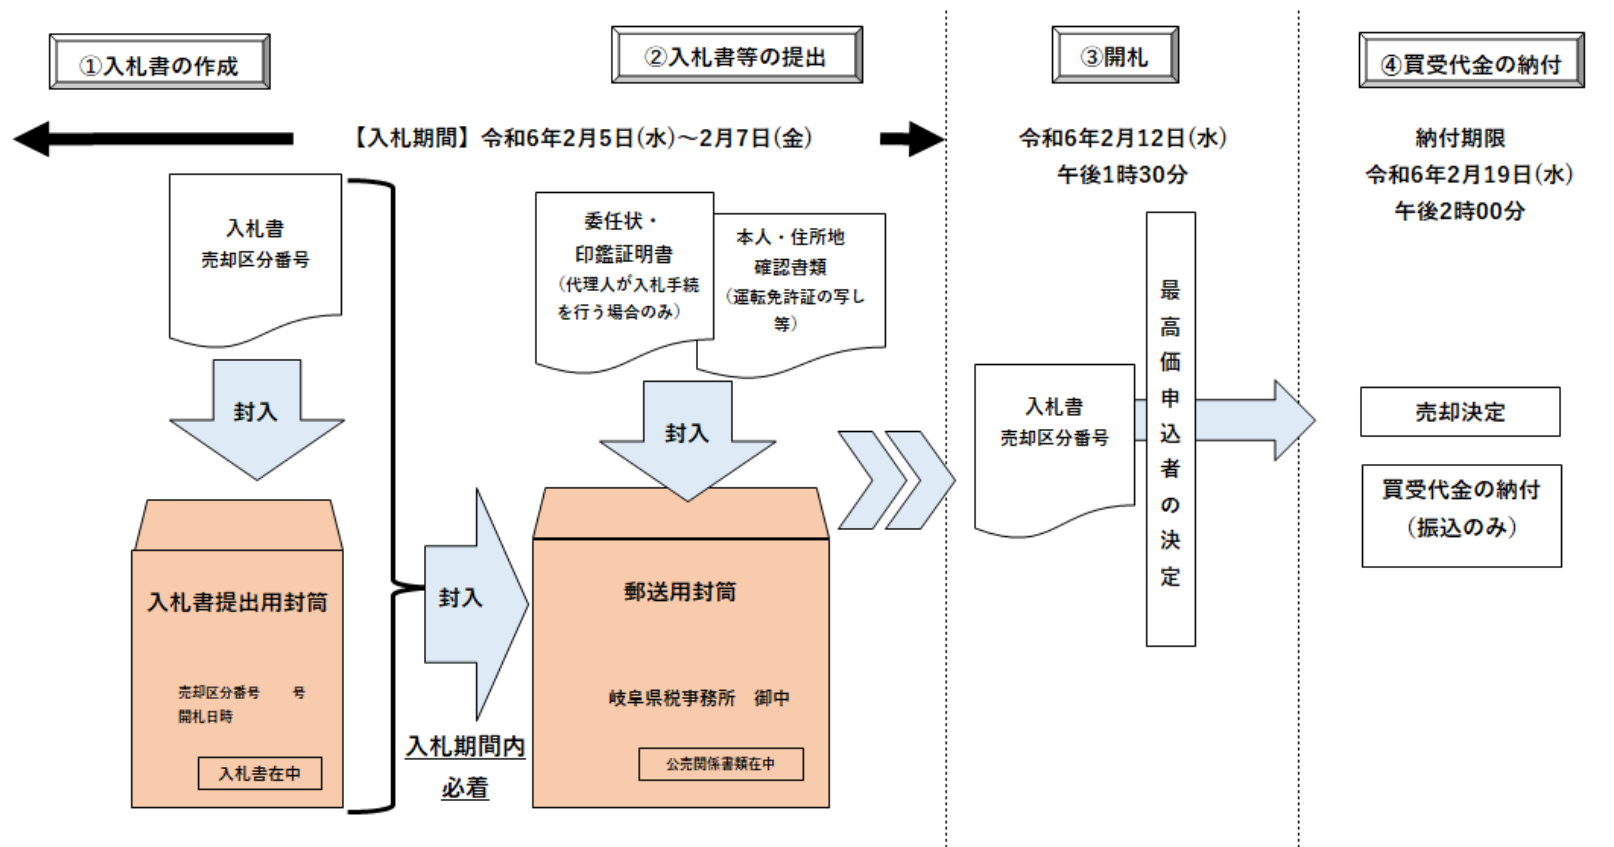 ①入札書の作成
②入札書等の提出
③開札
④買受代金の納付
【入札期間】令和6年2月5日(水)～2月7日(金)
令和6年2月12日(水)
午後1時30分
納付期限
令和6年2月19日(水)
午後2時00分
入札書
売却区分番号
封入
入札書提出用封筒
売却区分番号　　号
開札日時
入札書在中
封入
入札期間内
必着
委任状・
印鑑証明書
（代理人が入札手続
を行う場合のみ）
本人・住所地
確認書類
（運転免許証の写し
等）
封入
郵送用封筒
岐阜県税事務所　御中
公売関係書類在中
入札書
売却区分番号
最高価申込者の決定
売却決定
買受代金の納付
（振込のみ）